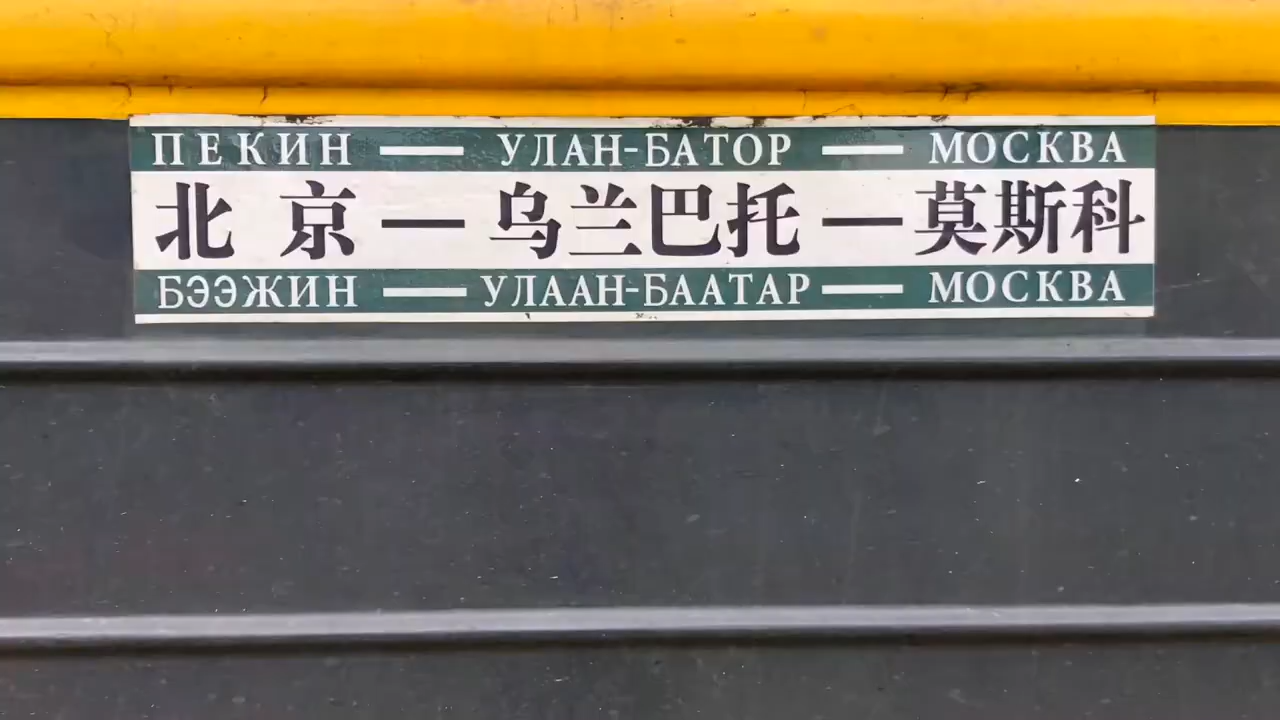 ПЕКИН — УЛАН-БАТОР — МОСКВА
北京 — 乌兰巴托 — 莫斯科
БЭЭЖИН — УЛААН-БААТАР — МОСКВА